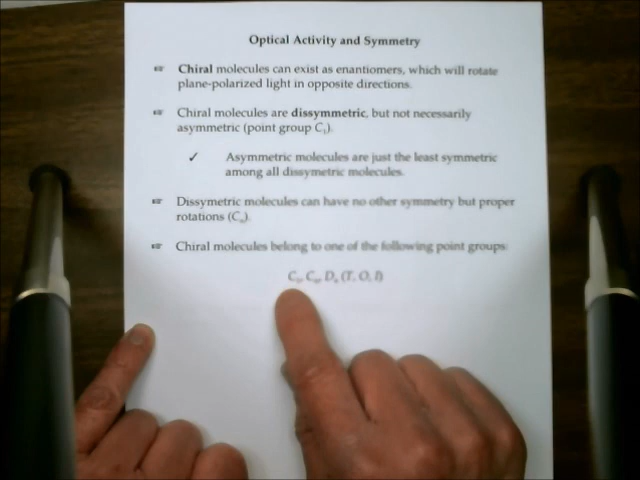 Optical Activity and Symmetry
☞ Chiral molecules can exist as enantiomers, which will rotate
plane-polarized light in opposite directions.
☞ Chiral molecules are dissymmetric, but not necessarily
asymmetric (point group C₁).
✓ Asymmetric molecules are just the least symmetric
among all dissymetric molecules.
☞ Dissymetric molecules can have no other symmetry but proper
rotations (Cₙ).
☞ Chiral molecules belong to one of the following point groups:
C₁, Cₙ, Dₙ (T, O, I)